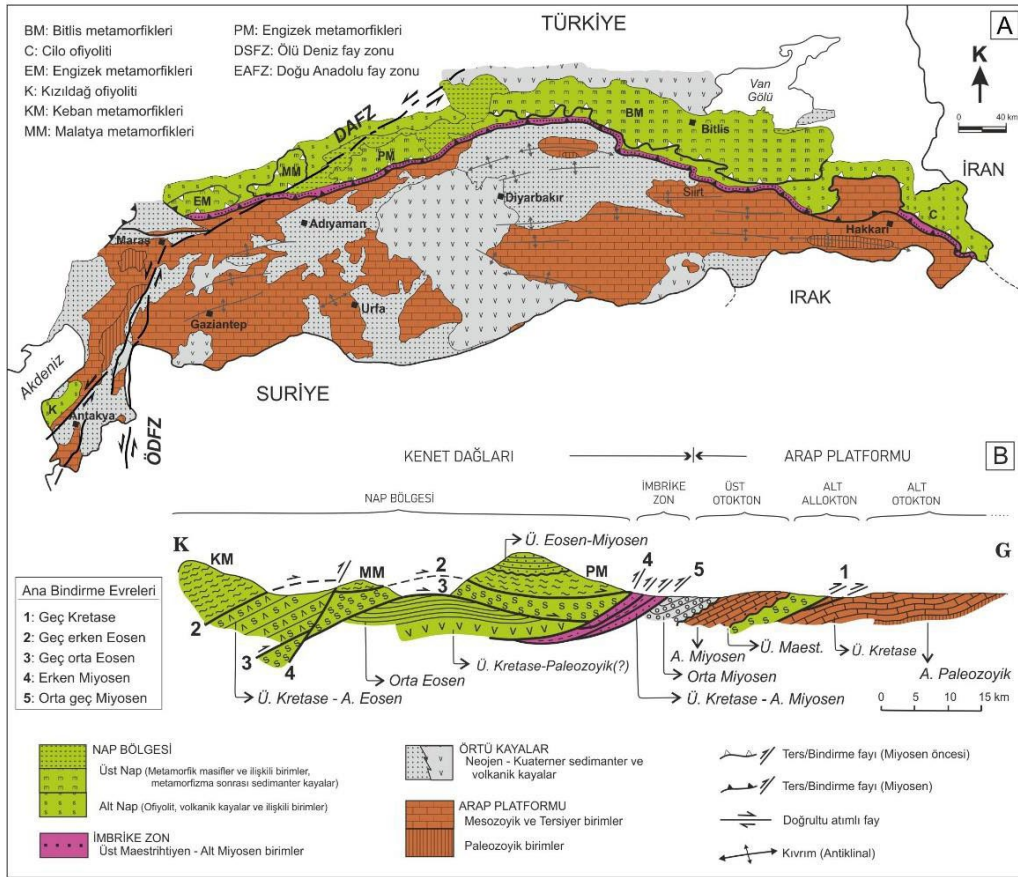 TÜRKİYE
A
BM: Bitlis metamorfikleri
C: Cilo ofiyoliti
EM: Engizek metamorfikleri
K: Kızıldağ ofiyoliti
KM: Keban metamorfikleri
MM: Malatya metamorfikleri
PM: Engizek metamorfikleri
DSFZ: Ölü Deniz fay zonu
EAFZ: Doğu Anadolu fay zonu
K
0 40 km
Van
Gölü
İRAN
DAFZ
BM
Bitlis
PM
MM
EM
Diyarbakır
Siirt
C
Hakkari
Adıyaman
Maraş
Urfa
Gaziantep
IRAK
SURİYE
Akdeniz
K
Antakya
ÖDFZ
B
KENET DAĞLARI
ARAP PLATFORMU
NAP BÖLGESİ
İMBRİKE
ZON
ÜST
OTOKTON
ALT
ALLOKTON
ALT
OTOKTON
K
G
KM
MM
2
3
Ü. Eosen-Miyosen
PM
4
5
1
2
3
4
Ana Bindirme Evreleri
1: Geç Kretase
2: Geç erken Eosen
3: Geç orta Eosen
4: Erken Miyosen
5: Orta geç Miyosen
Ü. Kretase - A. Eosen
Orta Eosen
Ü. Kretase-Paleozoyik(?)
A. Miyosen
Orta Miyosen
Ü. Kretase - A. Miyosen
Ü. Maest.
Ü. Kretase
A. Paleozoyik
0 5 10 15 km
NAP BÖLGESİ
Üst Nap (Metamorfik masifler ve ilişkili birimler,
metamorfizma sonrası sedimanter kayalar)
Alt Nap (Ofiyolit, volkanik kayalar ve ilişkili birimler)
İMBRİKE ZON
Üst Maestrihtiyen - Alt Miyosen birimler
ÖRTÜ KAYALAR
Neojen - Kuaterner sedimanter ve
volkanik kayalar
ARAP PLATFORMU
Mesozoyik ve Tersiyer birimler
Paleozoyik birimler
Ters/Bindirme fayı (Miyosen öncesi)
Ters/Bindirme fayı (Miyosen)
Doğrultu atımlı fay
Kıvrım (Antiklinal)